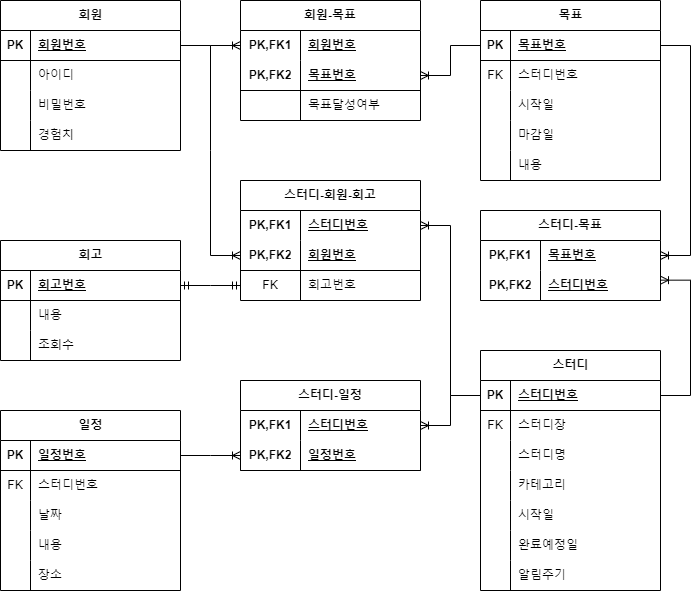 회원
PK 회원번호
아이디
비밀번호
경험치
회원-목표
PK,FK1 회원번호
PK,FK2 목표번호
목표달성여부
목표
PK 목표번호
FK 스터디번호
시작일
마감일
내용
스터디-회원-회고
PK,FK1 스터디번호
PK,FK2 회원번호
FK 회고번호
스터디-목표
PK,FK1 목표번호
PK,FK2 스터디번호
회고
PK 회고번호
내용
조회수
스터디-일정
PK,FK1 스터디번호
PK,FK2 일정번호
스터디
PK 스터디번호
FK 스터디장
스터디명
카테고리
시작일
완료예정일
알림주기
일정
PK 일정번호
FK 스터디번호
날짜
내용
장소